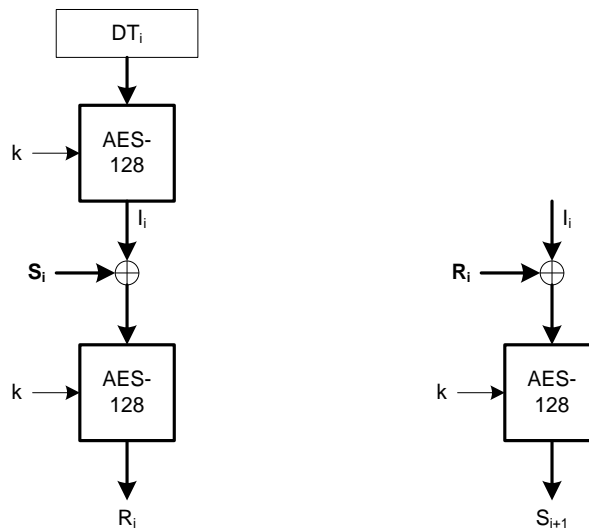 DTᵢ
k
AES-
128
Iᵢ
Sᵢ
k
AES-
128
Rᵢ
Iᵢ
Rᵢ
k
AES-
128
Sᵢ₊₁